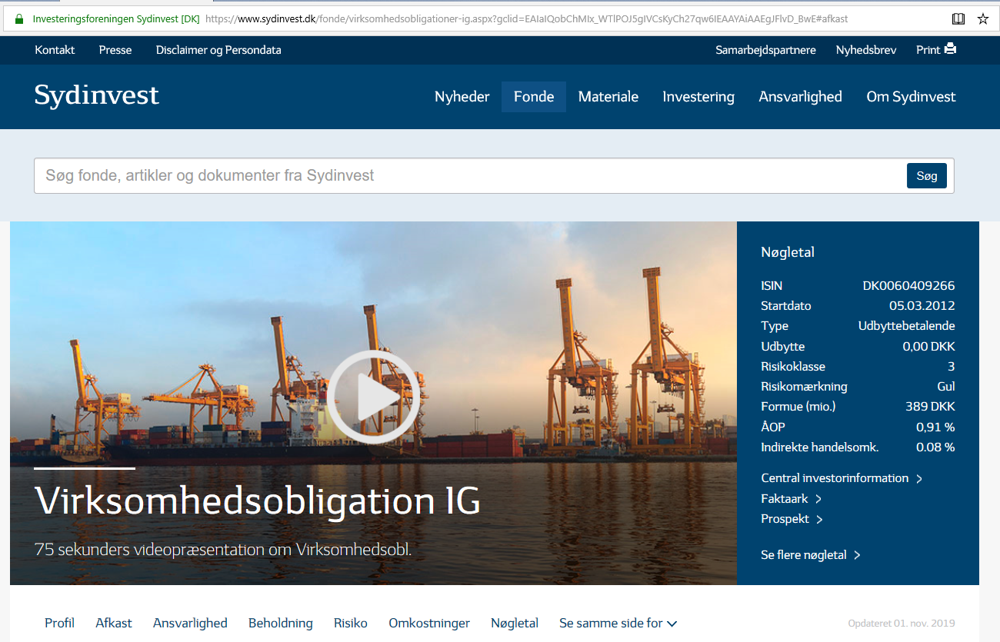 Investeringsforeningen Sydinvest [DK] https://www.sydinvest.dk/fonde/virksomhedsobligationer-ig.aspx?gclid=EAIaIQobChMIx_WTlPOJ5gIVCsKyCh27qw6IEAAYAiAAEgJFlvD_BwE#afkast
Kontakt Presse Disclaimer og Persondata Samarbejdspartnere Nyhedsbrev Print
Sydinvest Nyheder Fonde Materiale Investering Ansvarlighed Om Sydinvest
Søg fonde, artikler og dokumenter fra Sydinvest Søg
Virksomhedsobligation IG
75 sekunders videopræsentation om Virksomhedsobl.
Nøgletal
ISIN DK0060409266
Startdato 05.03.2012
Type Udbyttebetalende
Udbytte 0,00 DKK
Risikoklasse 3
Risikomærkning Gul
Formue (mio.) 389 DKK
ÅOP 0,91 %
Indirekte handelsomk. 0.08 %
Central investorinformation
Faktaark
Prospekt
Se flere nøgletal
Profil Afkast Ansvarlighed Beholdning Risiko Omkostninger Nøgletal Se samme side for Opdateret 01. nov. 2019